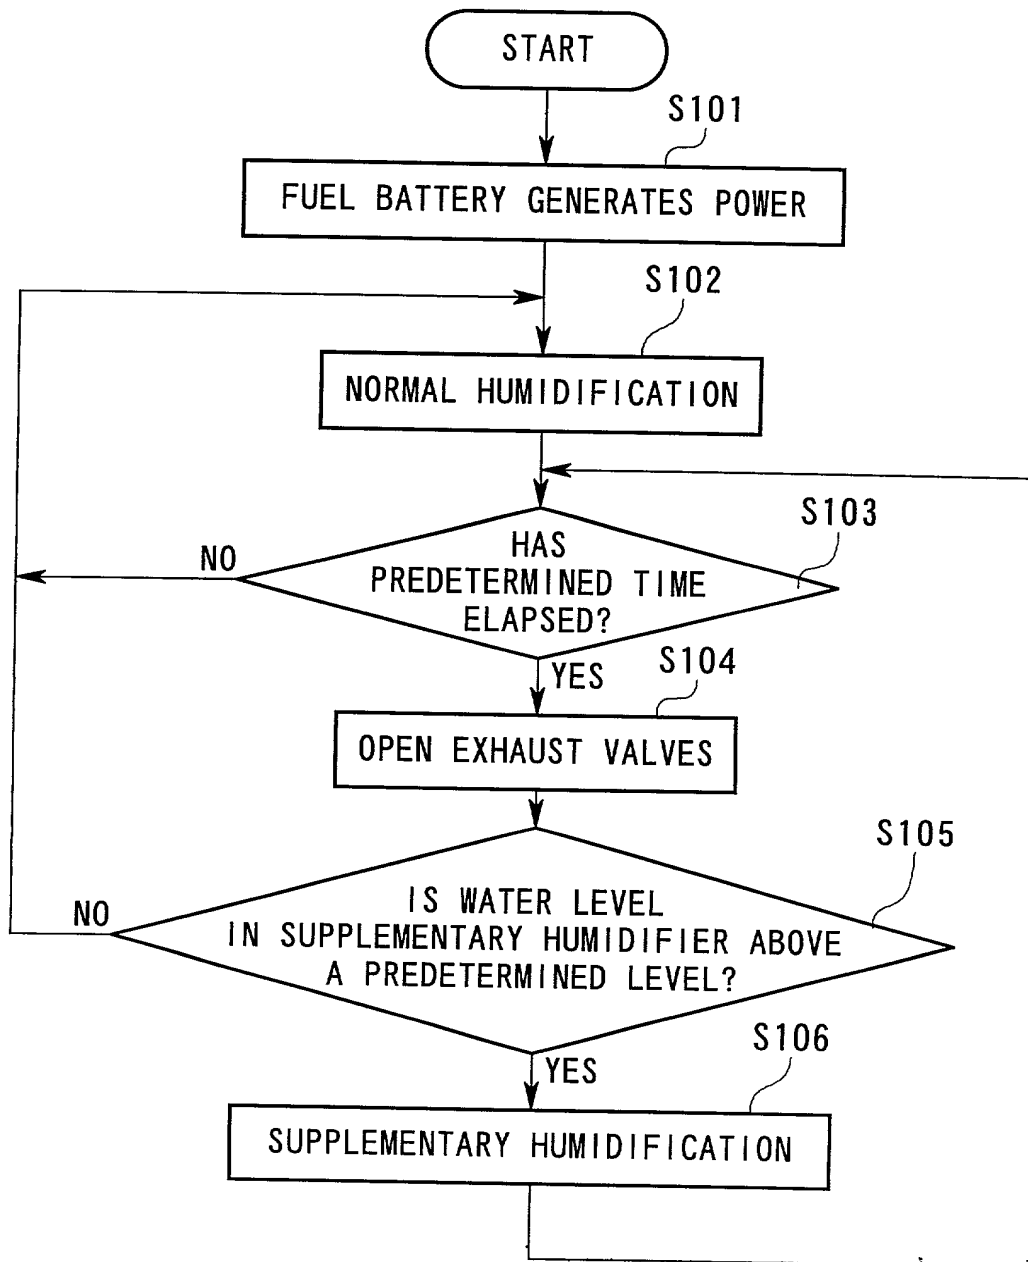 START
S101
FUEL BATTERY GENERATES POWER
S102
NORMAL HUMIDIFICATION
S103
NO
HAS
PREDETERMINED TIME
ELAPSED?
YES
S104
OPEN EXHAUST VALVES
S105
NO
IS WATER LEVEL
IN SUPPLEMENTARY HUMIDIFIER ABOVE
A PREDETERMINED LEVEL?
YES
S106
SUPPLEMENTARY HUMIDIFICATION